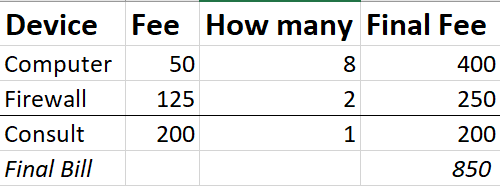 Device Fee How many Final Fee
Computer 50 8 400
Firewall 125 2 250
Consult 200 1 200
Final Bill 850